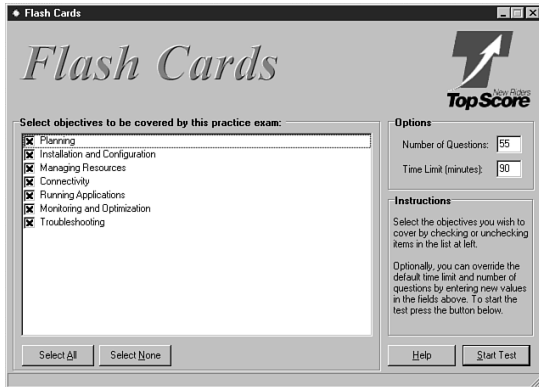 Flash Cards
Flash Cards
New Riders
TopScore
Select objectives to be covered by this practice exam:
Planning
Installation and Configuration
Managing Resources
Connectivity
Running Applications
Monitoring and Optimization
Troubleshooting
Select All
Select None
Options
Number of Questions: 55
Time Limit (minutes): 90
Instructions
Select the objectives you wish to
cover by checking or unchecking
items in the list at left.
Optionally, you can override the
default time limit and number of
questions by entering new values
in the fields above. To start the
test press the button below.
Help
Start Test